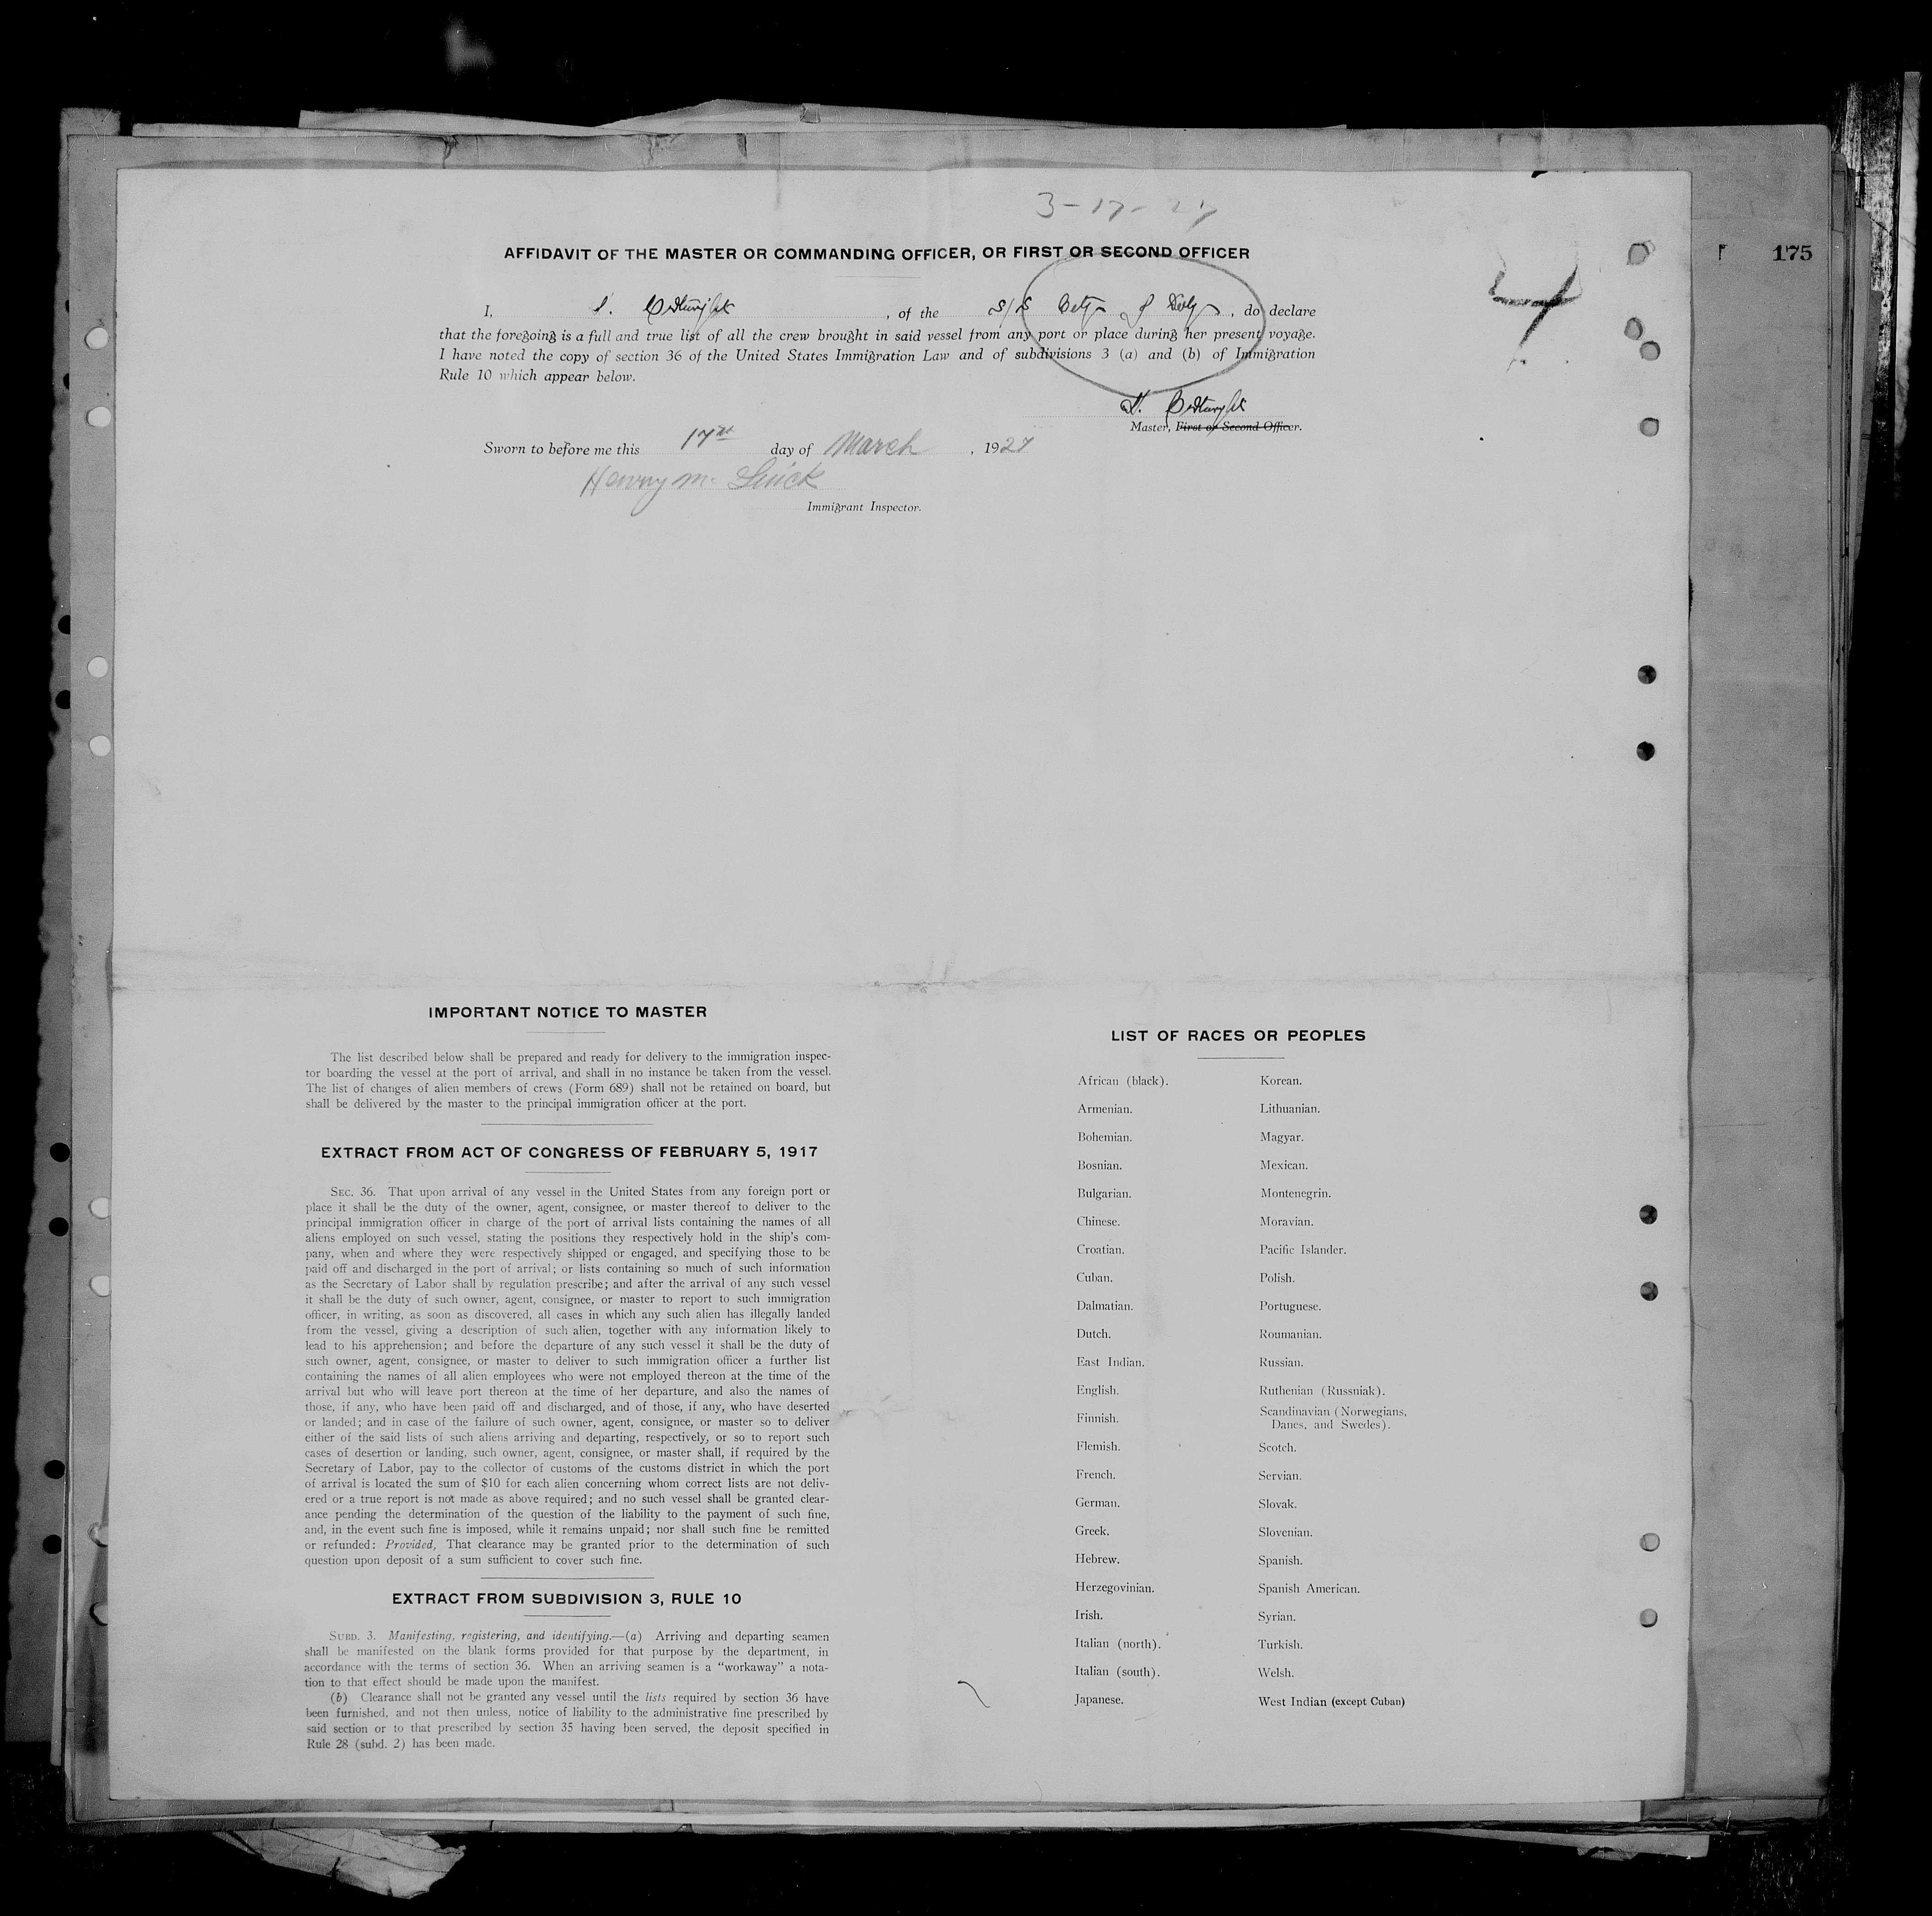 3-17-27
AFFIDAVIT OF THE MASTER OR COMMANDING OFFICER, OR FIRST OR SECOND OFFICER
175
4
I, , of the S/S City of , do declare
that the foregoing is a full and true list of all the crew brought in said vessel from any port or place during her present voyage.
I have noted the copy of section 36 of the United States Immigration Law and of subdivisions 3 (a) and (b) of Immigration
Rule 10 which appear below.
Master, First or Second Officer.
Sworn to before me this 17th day of March, 1927
Henry M.
Immigrant Inspector.
IMPORTANT NOTICE TO MASTER
The list described below shall be prepared and ready for delivery to the immigration inspec-
tor boarding the vessel at the port of arrival, and shall in no instance be taken from the vessel.
The list of changes of alien members of crews (Form 689) shall not be retained on board, but
shall be delivered by the master to the principal immigration officer at the port.
EXTRACT FROM ACT OF CONGRESS OF FEBRUARY 5, 1917
SEC. 36. That upon arrival of any vessel in the United States from any foreign port or
place it shall be the duty of the owner, agent, consignee, or master thereof to deliver to the
principal immigration officer in charge of the port of arrival lists containing the names of all
aliens employed on such vessel, stating the positions they respectively hold in the ship's com-
pany, when and where they were respectively shipped or engaged, and specifying those to be
paid off and discharged in the port of arrival; or lists containing so much of such information
as the Secretary of Labor shall by regulation prescribe; and after the arrival of any such vessel
it shall be the duty of such owner, agent, consignee, or master to report to such immigration
officer, in writing, as soon as discovered, all cases in which any such alien has illegally landed
from the vessel, giving a description of such alien, together with any information likely to
lead to his apprehension; and before the departure of any such vessel it shall be the duty of
such owner, agent, consignee, or master to deliver to such immigration officer a further list
containing the names of all alien employees who were not employed thereon at the time of the
arrival but who will leave port thereon at the time of her departure, and also the names of
those, if any, who have been paid off and discharged, and of those, if any, who have deserted
or landed; and in case of the failure of such owner, agent, consignee, or master so to deliver
either of the said lists of such aliens arriving and departing, respectively, or so to report such
cases of desertion or landing, such owner, agent, consignee, or master shall, if required by the
Secretary of Labor, pay to the collector of customs of the customs district in which the port
of arrival is located the sum of $10 for each alien concerning whom correct lists are not deliv-
ered or a true report is not made as above required; and no such vessel shall be granted clear-
ance pending the determination of the question of the liability to the payment of such fine,
and, in the event such fine is imposed, while it remains unpaid; nor shall such fine be remitted
or refunded: Provided, That clearance may be granted prior to the determination of such
question upon deposit of a sum sufficient to cover such fine.
EXTRACT FROM SUBDIVISION 3, RULE 10
SUBD. 3. Manifesting, registering, and identifying.—(a) Arriving and departing seamen
shall be manifested on the blank forms provided for that purpose by the department, in
accordance with the terms of section 36. When an arriving seamen is a "workaway" a nota-
tion to that effect should be made upon the manifest.
(b) Clearance shall not be granted any vessel until the lists required by section 36 have
been furnished, and not then unless, notice of liability to the administrative fine prescribed by
said section or to that prescribed by section 35 having been served, the deposit specified in
Rule 28 (subd. 2) has been made.
LIST OF RACES OR PEOPLES
African (black).
Armenian.
Bohemian.
Bosnian.
Bulgarian.
Chinese.
Croatian.
Cuban.
Dalmatian.
Dutch.
East Indian.
English.
Finnish.
Flemish.
French.
German.
Greek.
Hebrew.
Herzegovinian.
Irish.
Italian (north).
Italian (south).
Japanese.
Korean.
Lithuanian.
Magyar.
Mexican.
Montenegrin.
Moravian.
Pacific Islander.
Polish.
Portuguese.
Roumanian.
Russian.
Ruthenian (Russniak).
Scandinavian (Norwegians,
Danes, and Swedes).
Scotch.
Servian.
Slovak.
Slovenian.
Spanish.
Spanish American.
Syrian.
Turkish.
Welsh.
West Indian (except Cuban)